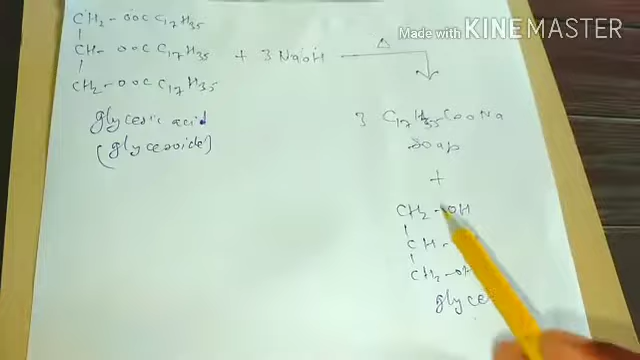 Made with KINEMASTER
CH2 - OOC C17H35
CH - OOC C17H35 + 3 NaOH Δ
CH2 - OOC C17H35
glyceric acid
(glyceroide)
3 C17H35COONa
soap
+
CH2 - OH
CH -
CH2 - OH
glyce